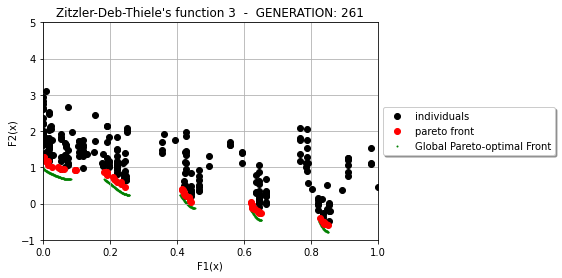 Zitzler-Deb-Thiele's function 3 - GENERATION: 261
5
4
3
2
1
0
−1
F2(x)
0.0 0.2 0.4 0.6 0.8 1.0
F1(x)
individuals
pareto front
Global Pareto-optimal Front